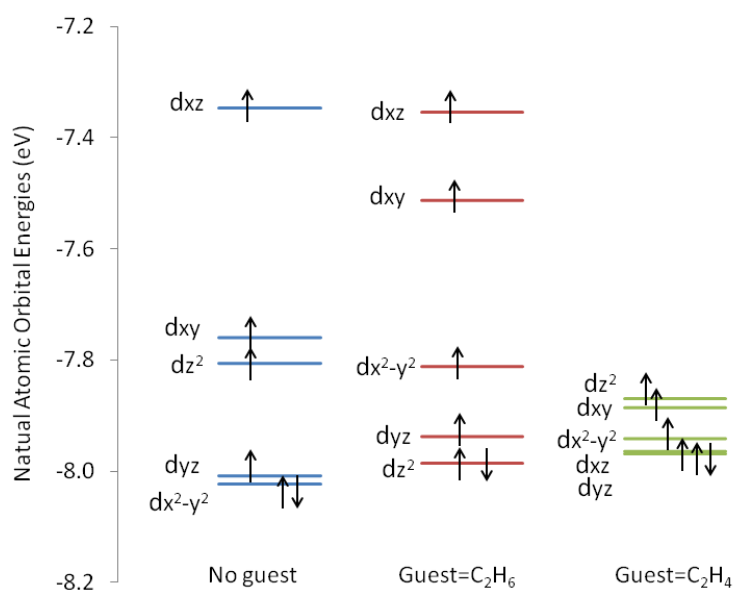 Natual Atomic Orbital Energies (eV)
-7.2
-7.4
-7.6
-7.8
-8.0
-8.2
dxz
dxy
dz²
dyz
dx²-y²
No guest
dxz
dxy
dx²-y²
dyz
dz²
Guest=C₂H₆
dz²
dxy
dx²-y²
dxz
dyz
Guest=C₂H₄